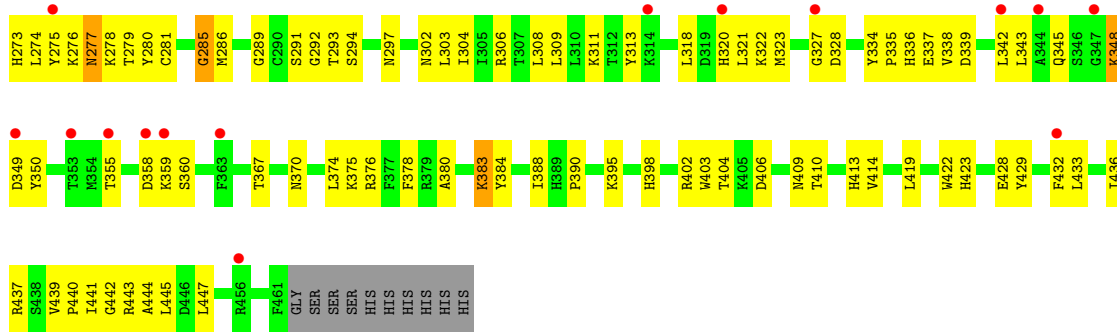 H273 L274 Y275 K276 N277 K278 T279 Y280 C281 G285 M286 G289 C290 S291 G292 T293 S294 N297 N302 L303 I304 I305 R306 T307 L308 L309 L310 K311 T312 Y313 K314 L318 D319 H320 L321 K322 M323 G327 D328 Y334 P335 H336 E337 V338 D339 L342 L343 A344 Q345 S346 G347 K348
D349 Y350 T353 M354 T355 D358 K359 S360 F363 T367 N370 L374 K375 R376 F377 F378 R379 A380 K383 Y384 I388 H389 P390 K395 H398 R402 W403 T404 K405 D406 N409 T410 H413 V414 L419 W422 H423 E428 Y429 F432 L433 I436
R437 S438 V439 P440 I441 G442 R443 A444 L445 D446 L447 R456 F461 GLY SER SER SER HIS HIS HIS HIS HIS HIS